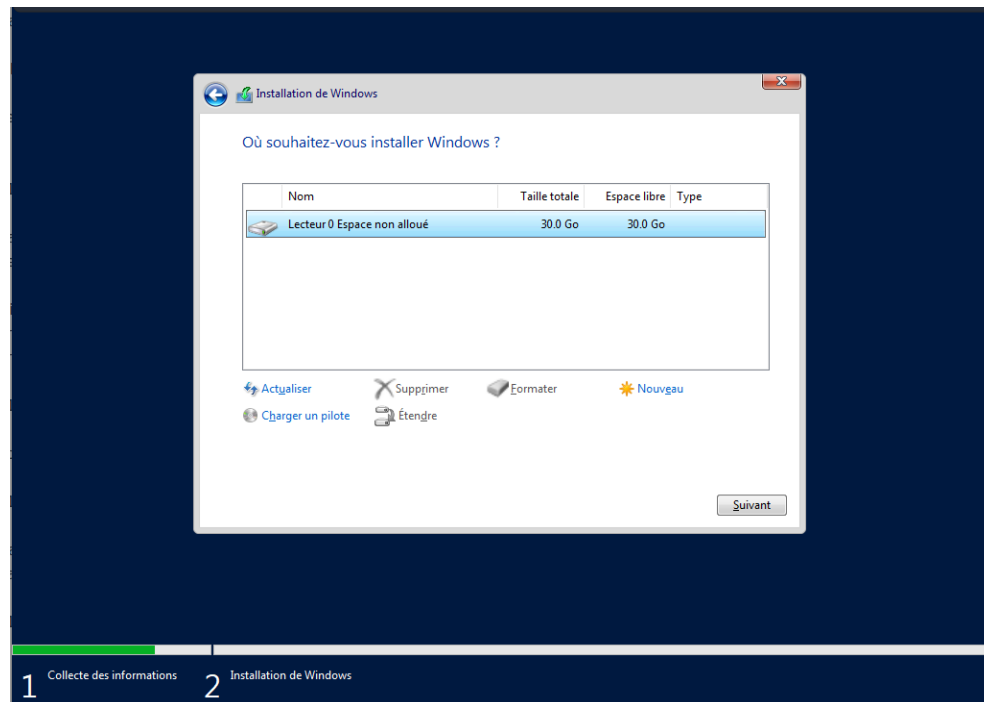 Installation de Windows
Où souhaitez-vous installer Windows ?
Nom Taille totale Espace libre Type
Lecteur 0 Espace non alloué 30.0 Go 30.0 Go
Actualiser Supprimer Formater Nouveau
Charger un pilote Étendre
Suivant
1 Collecte des informations 2 Installation de Windows